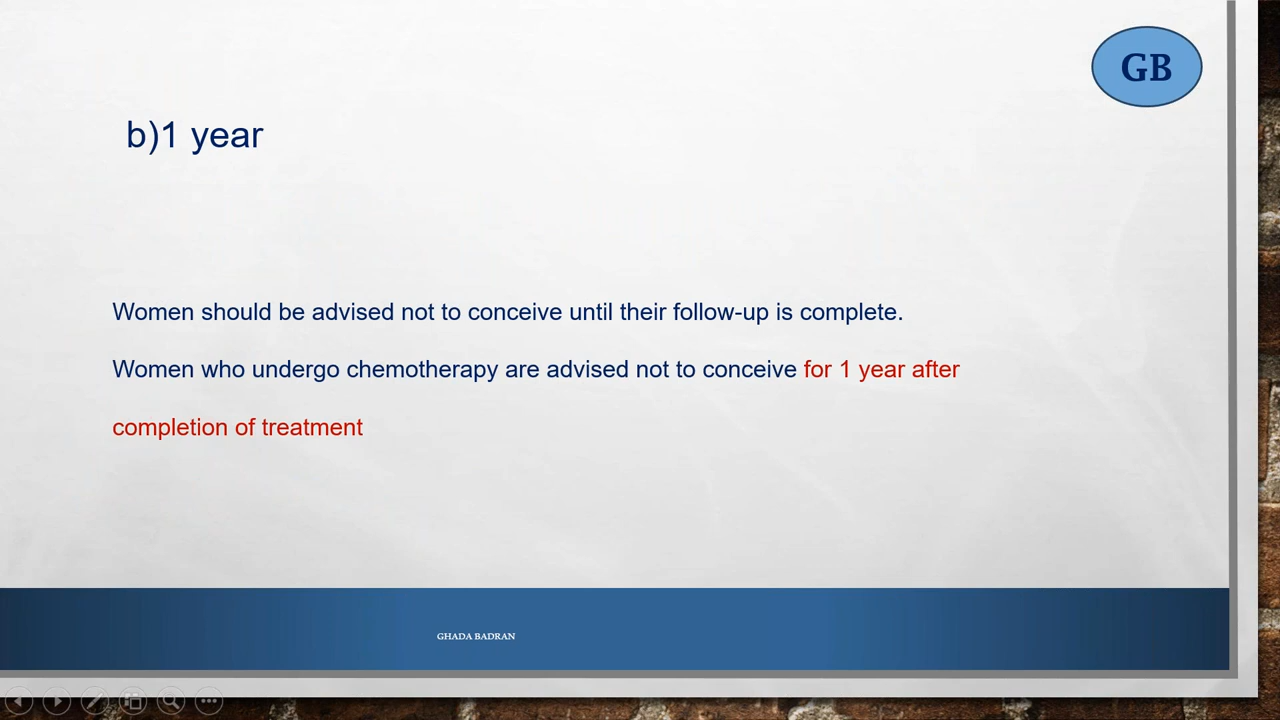 GB
b)1 year
Women should be advised not to conceive until their follow-up is complete.
Women who undergo chemotherapy are advised not to conceive for 1 year after
completion of treatment
GHADA BADRAN